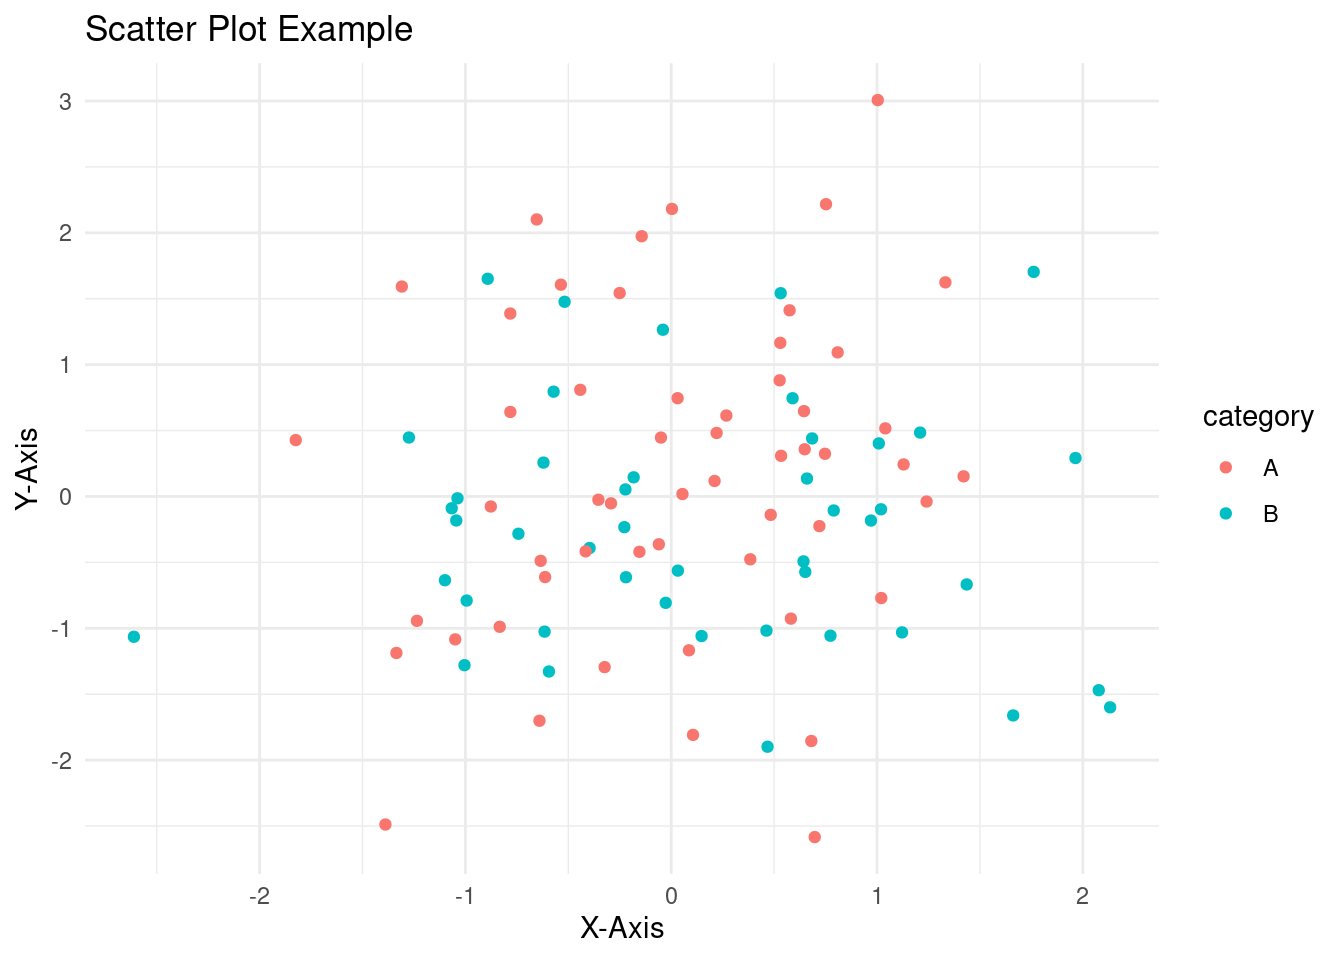 Scatter Plot Example
3
2
1
0
-1
-2
Y-Axis
-2 -1 0 1 2
X-Axis
category
A
B